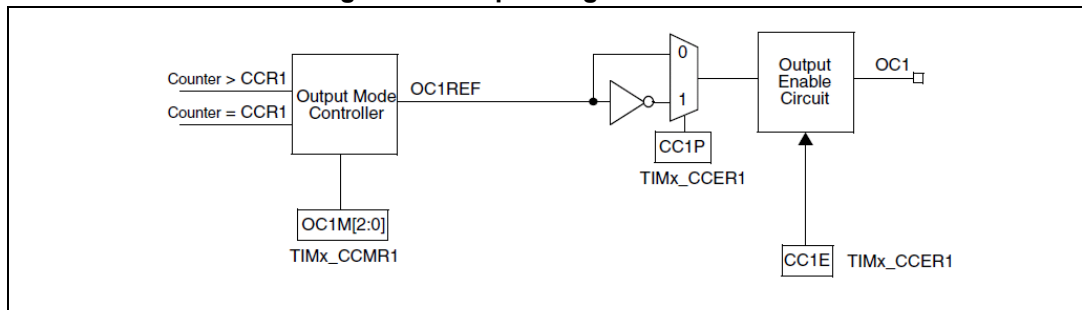 Counter > CCR1
Counter = CCR1
Output Mode
Controller
OC1REF
0
1
CC1P
TIMx_CCER1
Output
Enable
Circuit
OC1
OC1M[2:0]
TIMx_CCMR1
CC1E
TIMx_CCER1